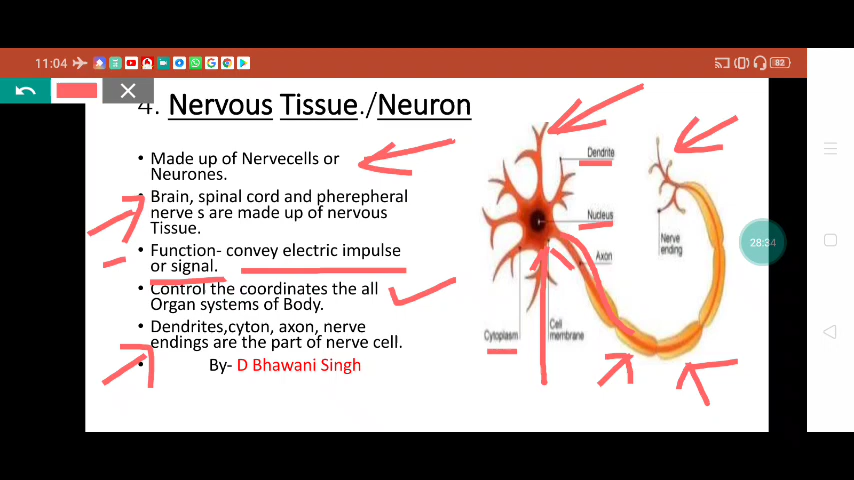 11:04
82
4. Nervous Tissue./Neuron
• Made up of Nervecells or
Neurones.
• Brain, spinal cord and pherepheral
nerve s are made up of nervous
Tissue.
• Function- convey electric impulse
or signal.
• Control the coordinates the all
Organ systems of Body.
• Dendrites,cyton, axon, nerve
endings are the part of nerve cell.
• By- D Bhawani Singh
Dendrite
Nucleus
Axon
Nerve
ending
Cytoplasm
Cell
membrane
28:34